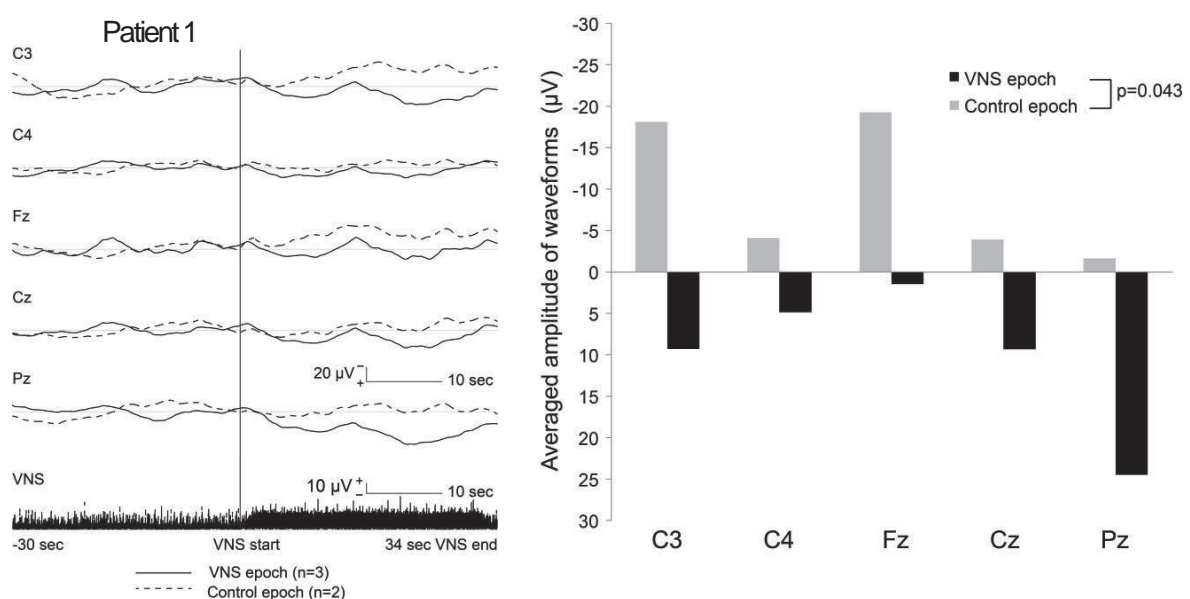 Patient 1
C3
C4
Fz
Cz
20 µV
−
+
10 sec
Pz
VNS
10 µV
+
−
10 sec
-30 sec
VNS start
34 sec VNS end
VNS epoch (n=3)
Control epoch (n=2)
Averaged amplitude of waveforms (µV)
-30
-25
-20
-15
-10
-5
0
5
10
15
20
25
30
VNS epoch
Control epoch
p=0.043
C3
C4
Fz
Cz
Pz